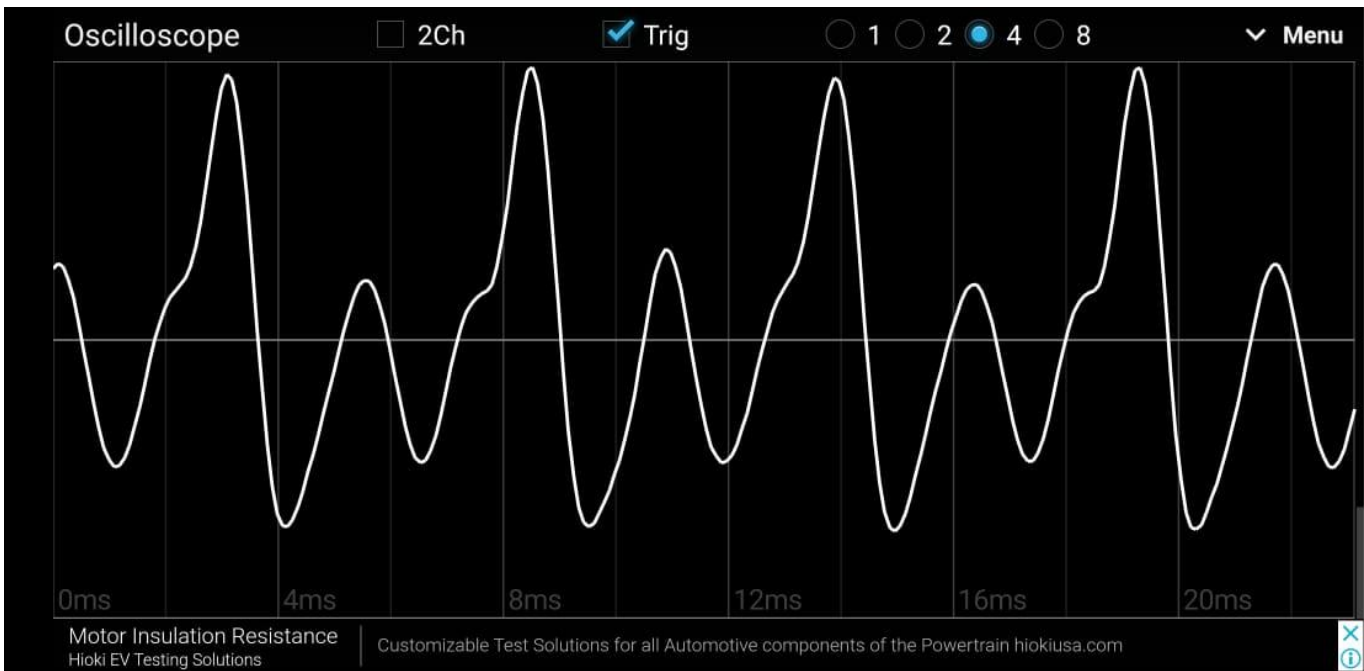 Oscilloscope 2Ch Trig 1 2 4 8 Menu
0ms 4ms 8ms 12ms 16ms 20ms
Motor Insulation Resistance
Hioki EV Testing Solutions
Customizable Test Solutions for all Automotive components of the Powertrain hiokiusa.com